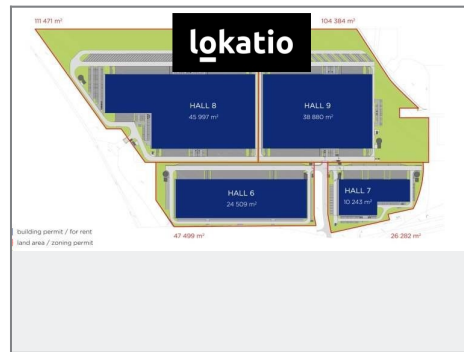 111 471 m²
104 384 m²
lokatio
HALL 8
45 997 m²
HALL 9
38 880 m²
HALL 6
24 509 m²
HALL 7
10 243 m²
building permit / for rent
land area / zoning permit
47 499 m²
26 282 m²